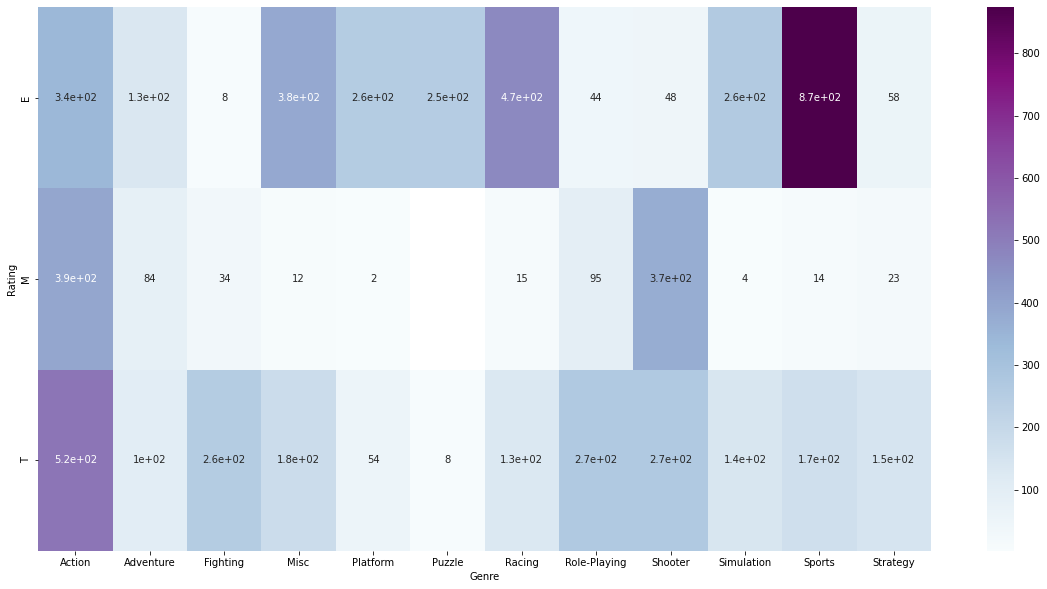 E 3.4e+02 1.3e+02 8 3.8e+02 2.6e+02 2.5e+02 4.7e+02 44 48 2.6e+02 8.7e+02 58
Rating
M 3.9e+02 84 34 12 2 15 95 3.7e+02 4 14 23
T 5.2e+02 1e+02 2.6e+02 1.8e+02 54 8 1.3e+02 2.7e+02 2.7e+02 1.4e+02 1.7e+02 1.5e+02
Action Adventure Fighting Misc Platform Puzzle Racing Role-Playing Shooter Simulation Sports Strategy
Genre
800
700
600
500
400
300
200
100